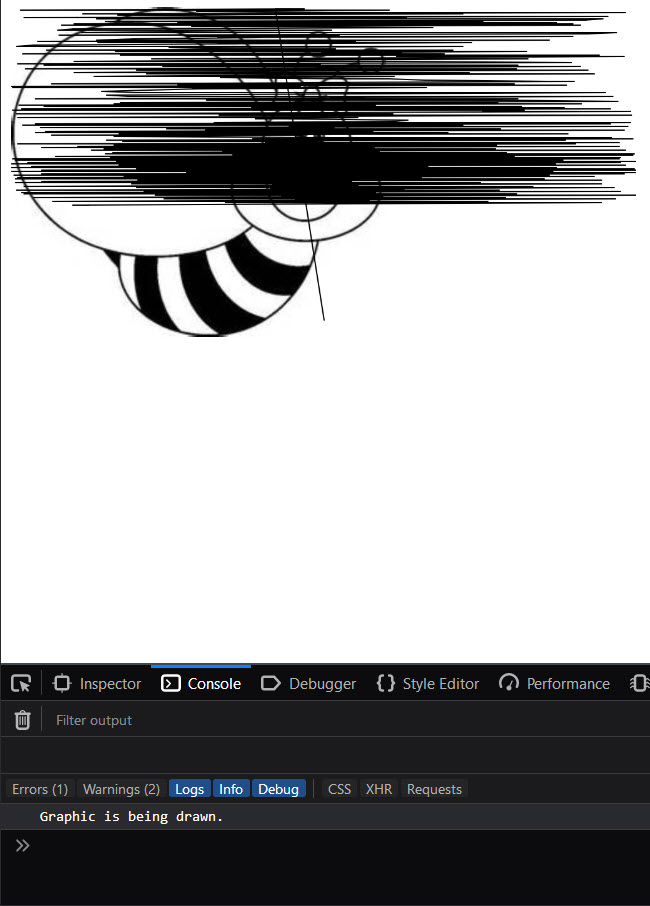 Inspector Console Debugger Style Editor Performance
Filter output
Errors (1) Warnings (2) Logs Info Debug CSS XHR Requests
Graphic is being drawn.